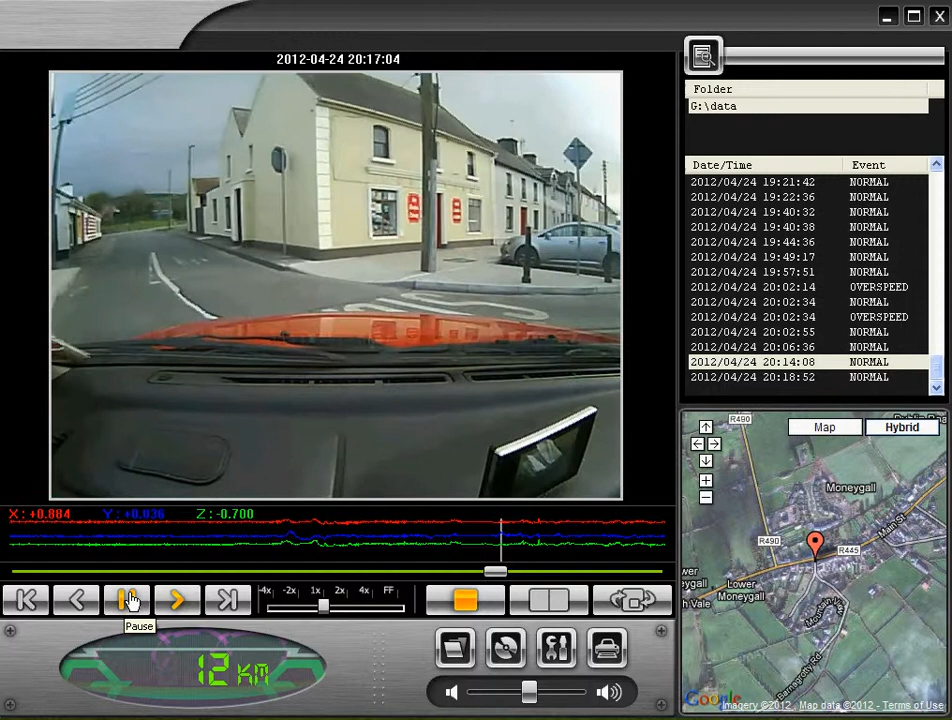 2012-04-24 20:17:04
Folder
G:\data
Date/Time Event
2012/04/24 19:21:42 NORMAL
2012/04/24 19:22:36 NORMAL
2012/04/24 19:40:32 NORMAL
2012/04/24 19:40:38 NORMAL
2012/04/24 19:44:36 NORMAL
2012/04/24 19:49:17 NORMAL
2012/04/24 19:57:51 NORMAL
2012/04/24 20:02:14 OVERSPEED
2012/04/24 20:02:34 NORMAL
2012/04/24 20:02:34 OVERSPEED
2012/04/24 20:02:55 NORMAL
2012/04/24 20:06:36 NORMAL
2012/04/24 20:14:08 NORMAL
2012/04/24 20:18:52 NORMAL
X: +0.884 Y: +0.036 Z: -0.700
-4x -2x 1x 2x 4x FF
Pause
12 KM
R490
Map
Hybrid
Moneygall
Main St
R490
R445
Lower
Moneygall
Mountain View
Barnagrotty Rd
Google
Imagery ©2012, Map data ©2012 - Terms of Use